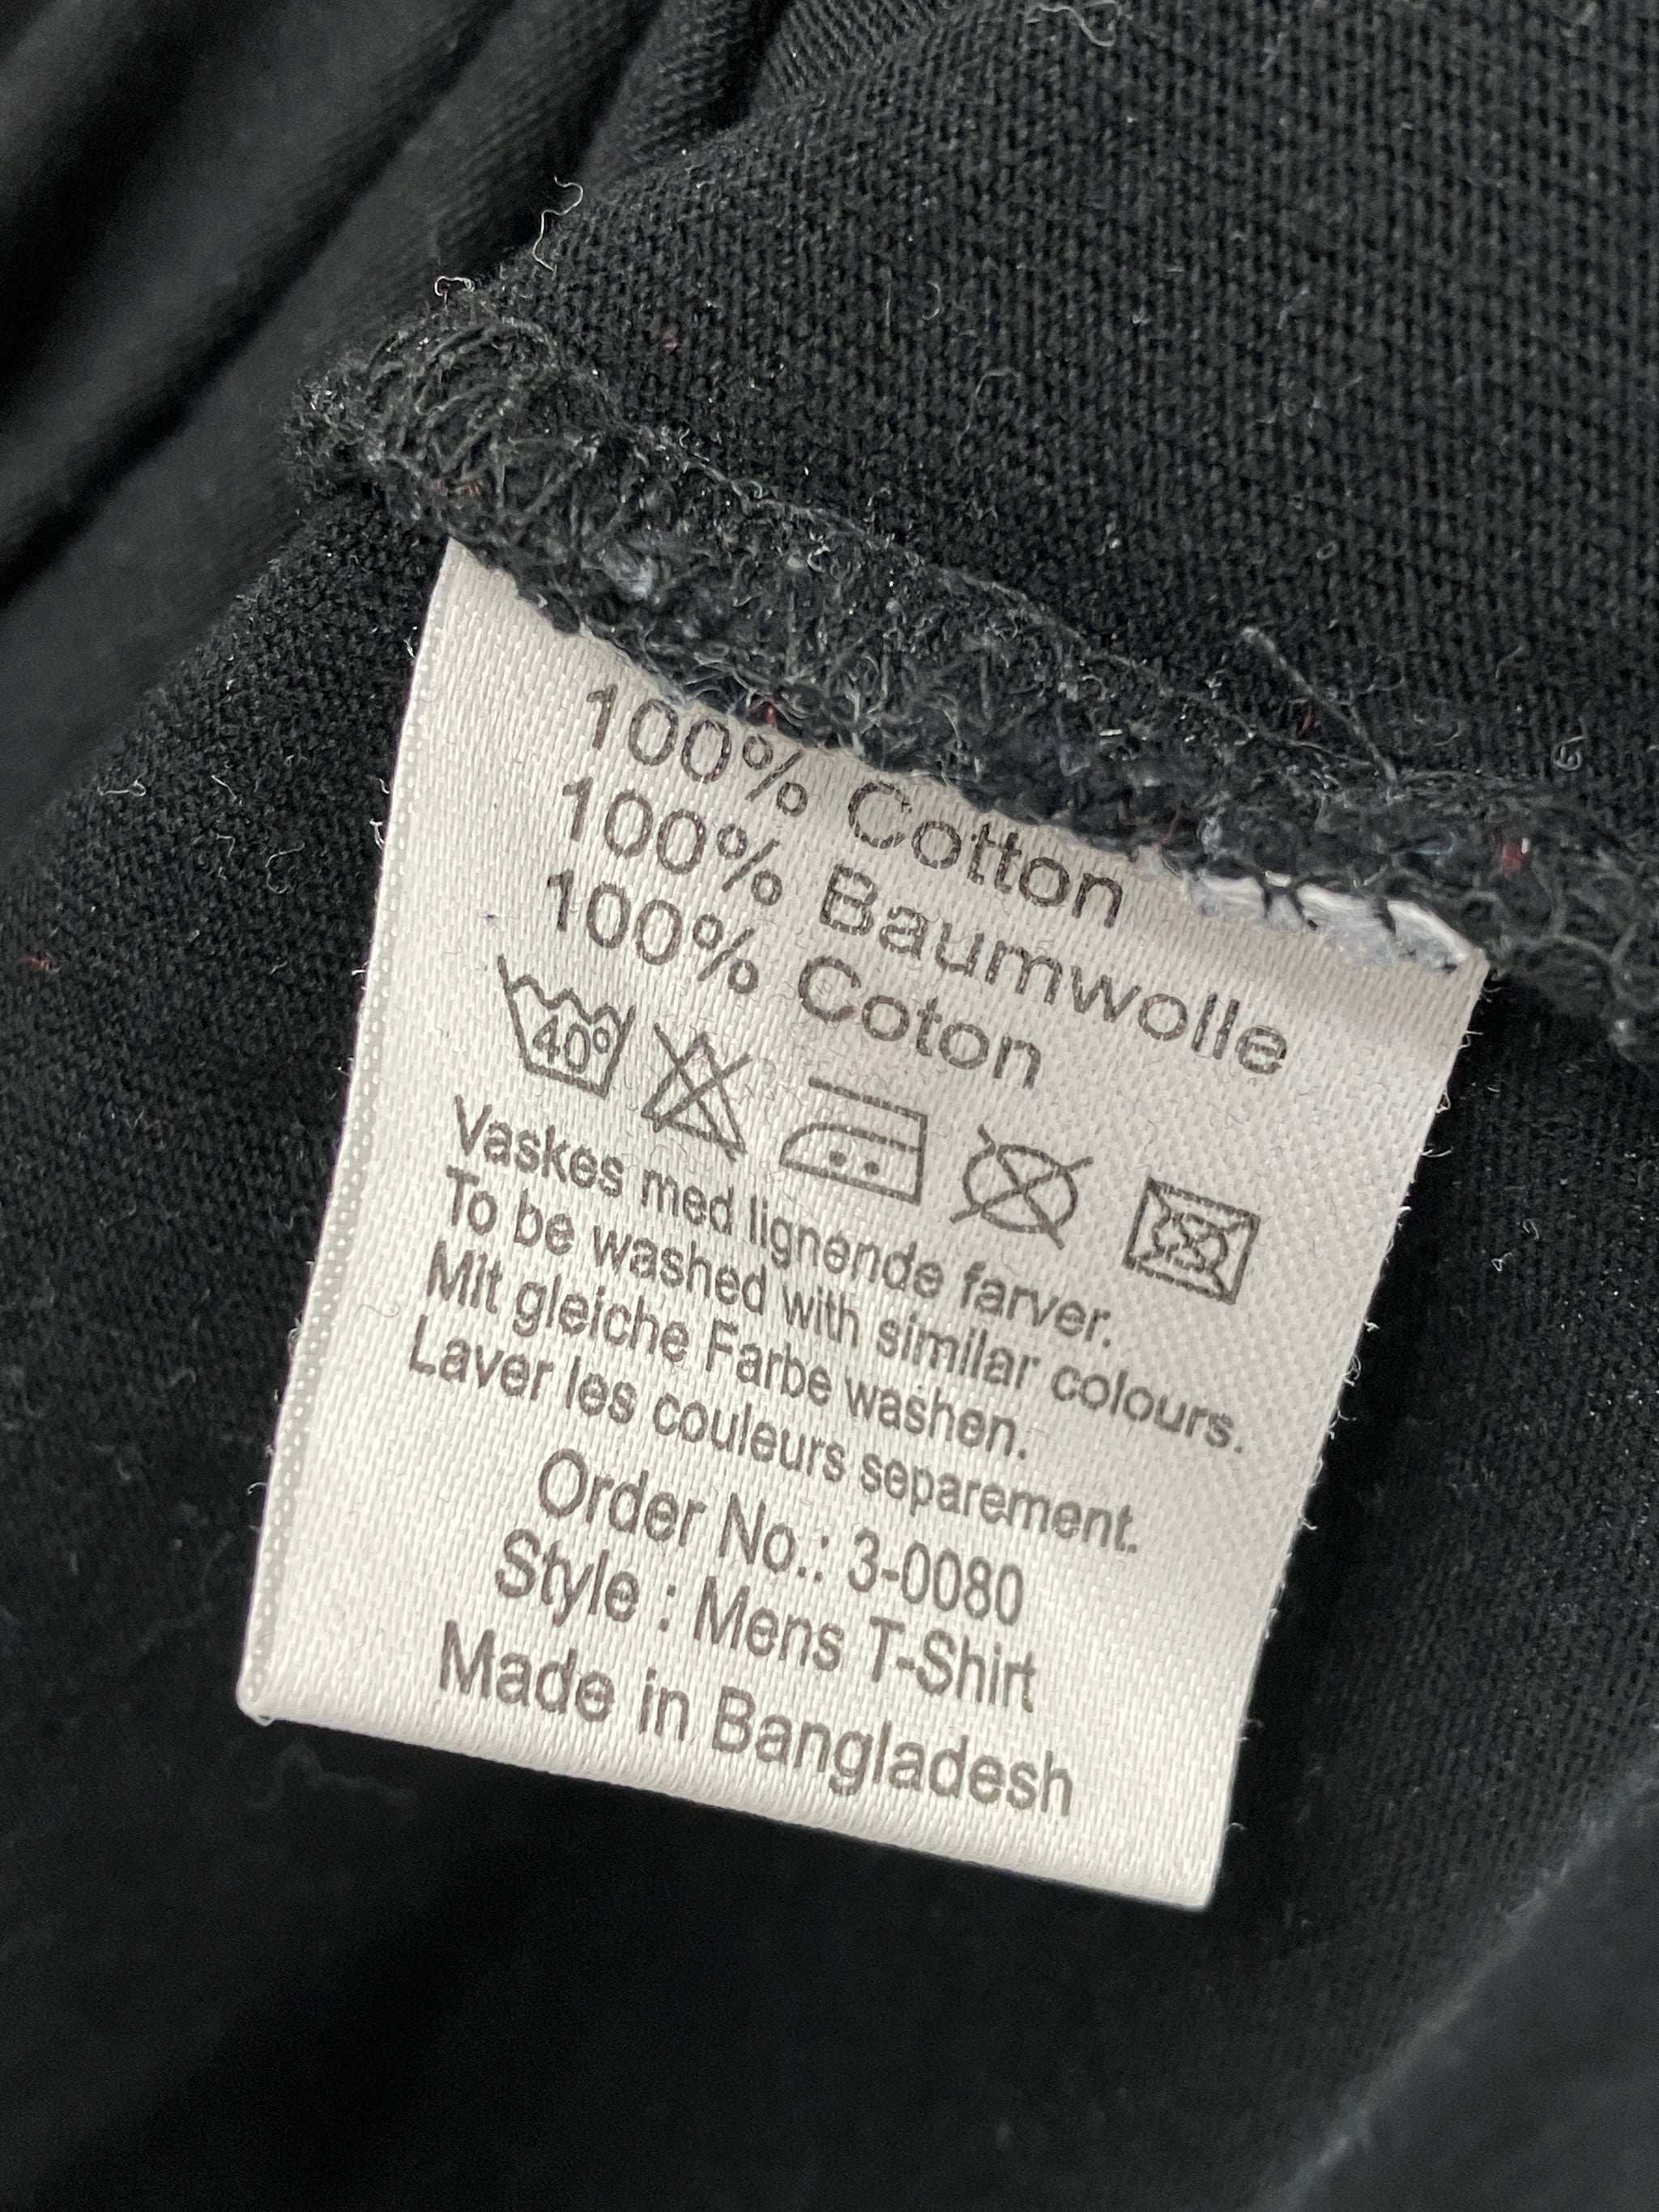 100% Cotton
100% Baumwolle
100% Coton
40°
Vaskes med lignende farver.
To be washed with similar colours.
Mit gleiche Farbe washen.
Laver les couleurs separement.
Order No.: 3-0080
Style : Mens T-Shirt
Made in Bangladesh